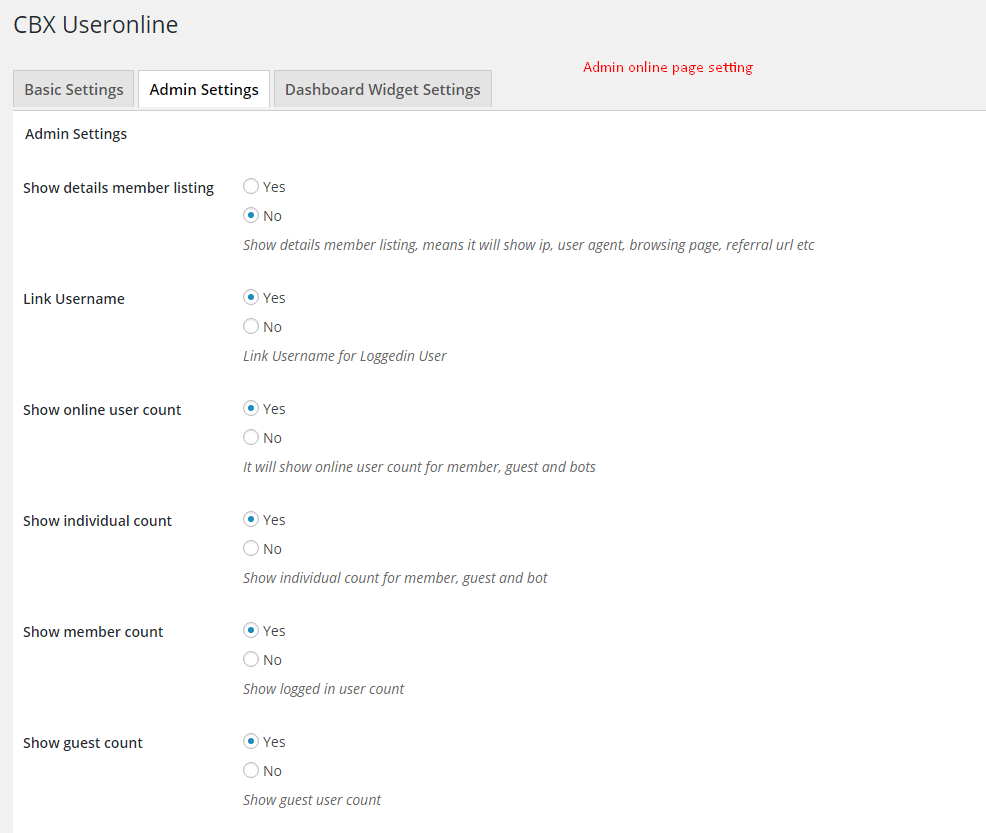 CBX Useronline
Admin online page setting
Basic Settings
Admin Settings
Dashboard Widget Settings
Admin Settings
Show details member listing
Yes
No
Show details member listing, means it will show ip, user agent, browsing page, referral url etc
Link Username
Yes
No
Link Username for Loggedin User
Show online user count
Yes
No
It will show online user count for member, guest and bots
Show individual count
Yes
No
Show individual count for member, guest and bot
Show member count
Yes
No
Show logged in user count
Show guest count
Yes
No
Show guest user count